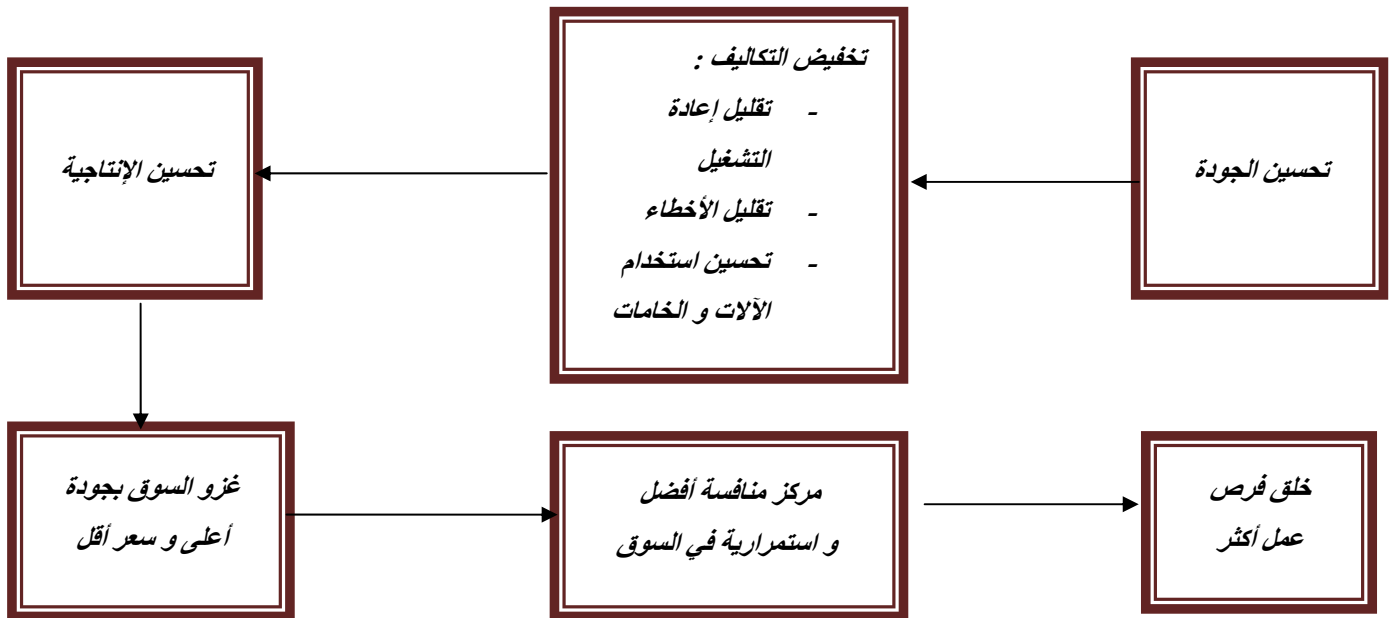 تحسين الجودة
تخفيض التكاليف :
- تقليل إعادة
التشغيل
- تقليل الأخطاء
- تحسين استخدام
الآلات و الخامات
تحسين الإنتاجية
غزو السوق بجودة
أعلى و سعر أقل
مركز منافسة أفضل
و استمرارية في السوق
خلق فرص
عمل أكثر